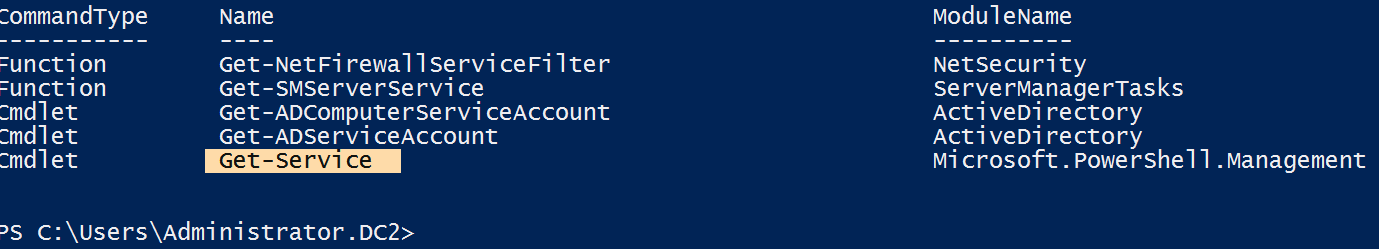 CommandType     Name                                               ModuleName
-----------     ----                                               ----------
Function        Get-NetFirewallServiceFilter                       NetSecurity
Function        Get-SMServerService                                ServerManagerTasks
Cmdlet          Get-ADComputerServiceAccount                       ActiveDirectory
Cmdlet          Get-ADServiceAccount                               ActiveDirectory
Cmdlet          Get-Service                                        Microsoft.PowerShell.Management
PS C:\Users\Administrator.DC2>